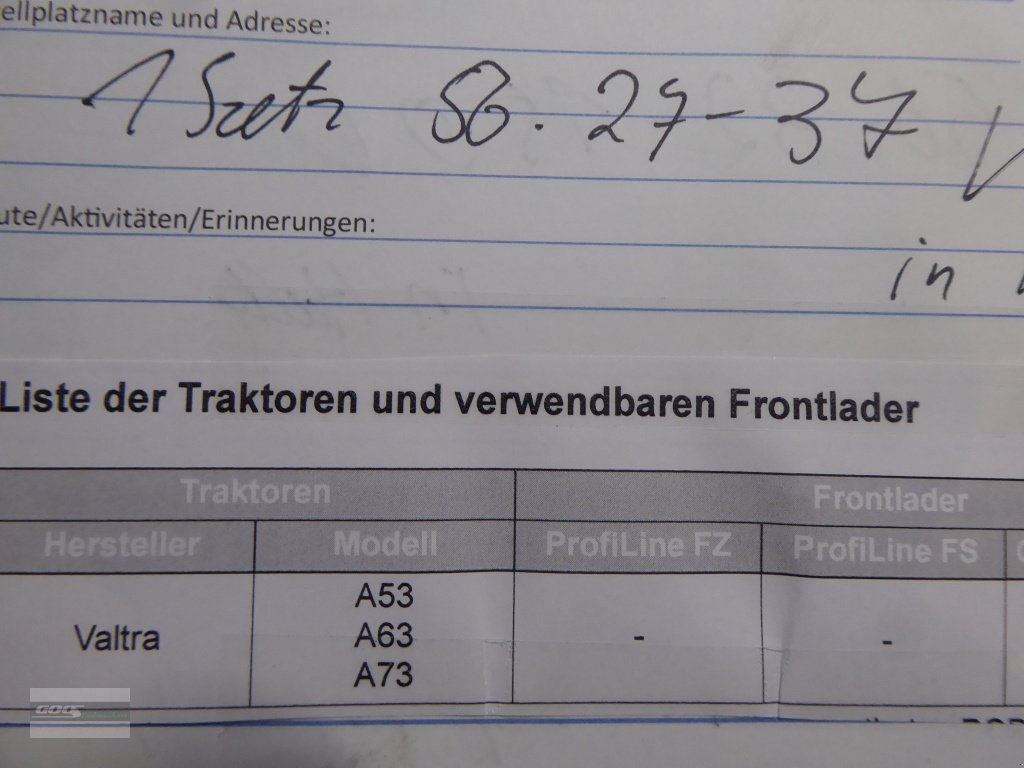 ellplatzname und Adresse:
1 Satz SG. 27-37
ute/Aktivitäten/Erinnerungen:
in
Liste der Traktoren und verwendbaren Frontlader
Traktoren Frontlader
Hersteller Modell ProfiLine FZ ProfiLine FS
Valtra A53 - -
A63
A73